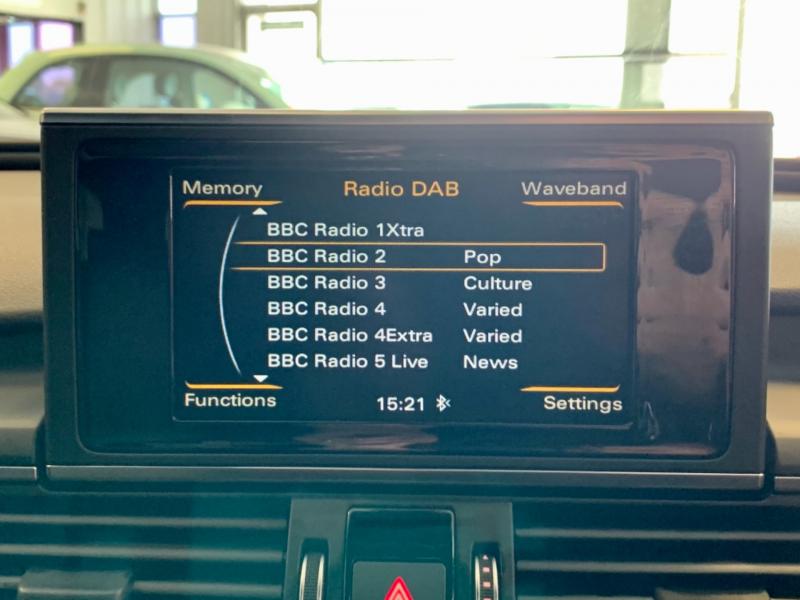 Memory Radio DAB Waveband
BBC Radio 1Xtra
BBC Radio 2 Pop
BBC Radio 3 Culture
BBC Radio 4 Varied
BBC Radio 4Extra Varied
BBC Radio 5 Live News
Functions 15:21 Settings